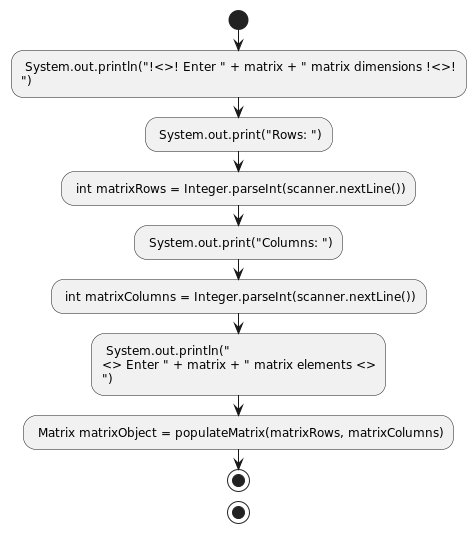 System.out.println("!<>! Enter " + matrix + " matrix dimensions !<>!
")
System.out.print("Rows: ")
int matrixRows = Integer.parseInt(scanner.nextLine())
System.out.print("Columns: ")
int matrixColumns = Integer.parseInt(scanner.nextLine())
System.out.println("
<> Enter " + matrix + " matrix elements <>
")
Matrix matrixObject = populateMatrix(matrixRows, matrixColumns)